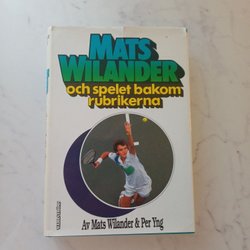 MATS
WILANDER
och spelet bakom
rubrikerna
Av Mats Wilander & Per Yng